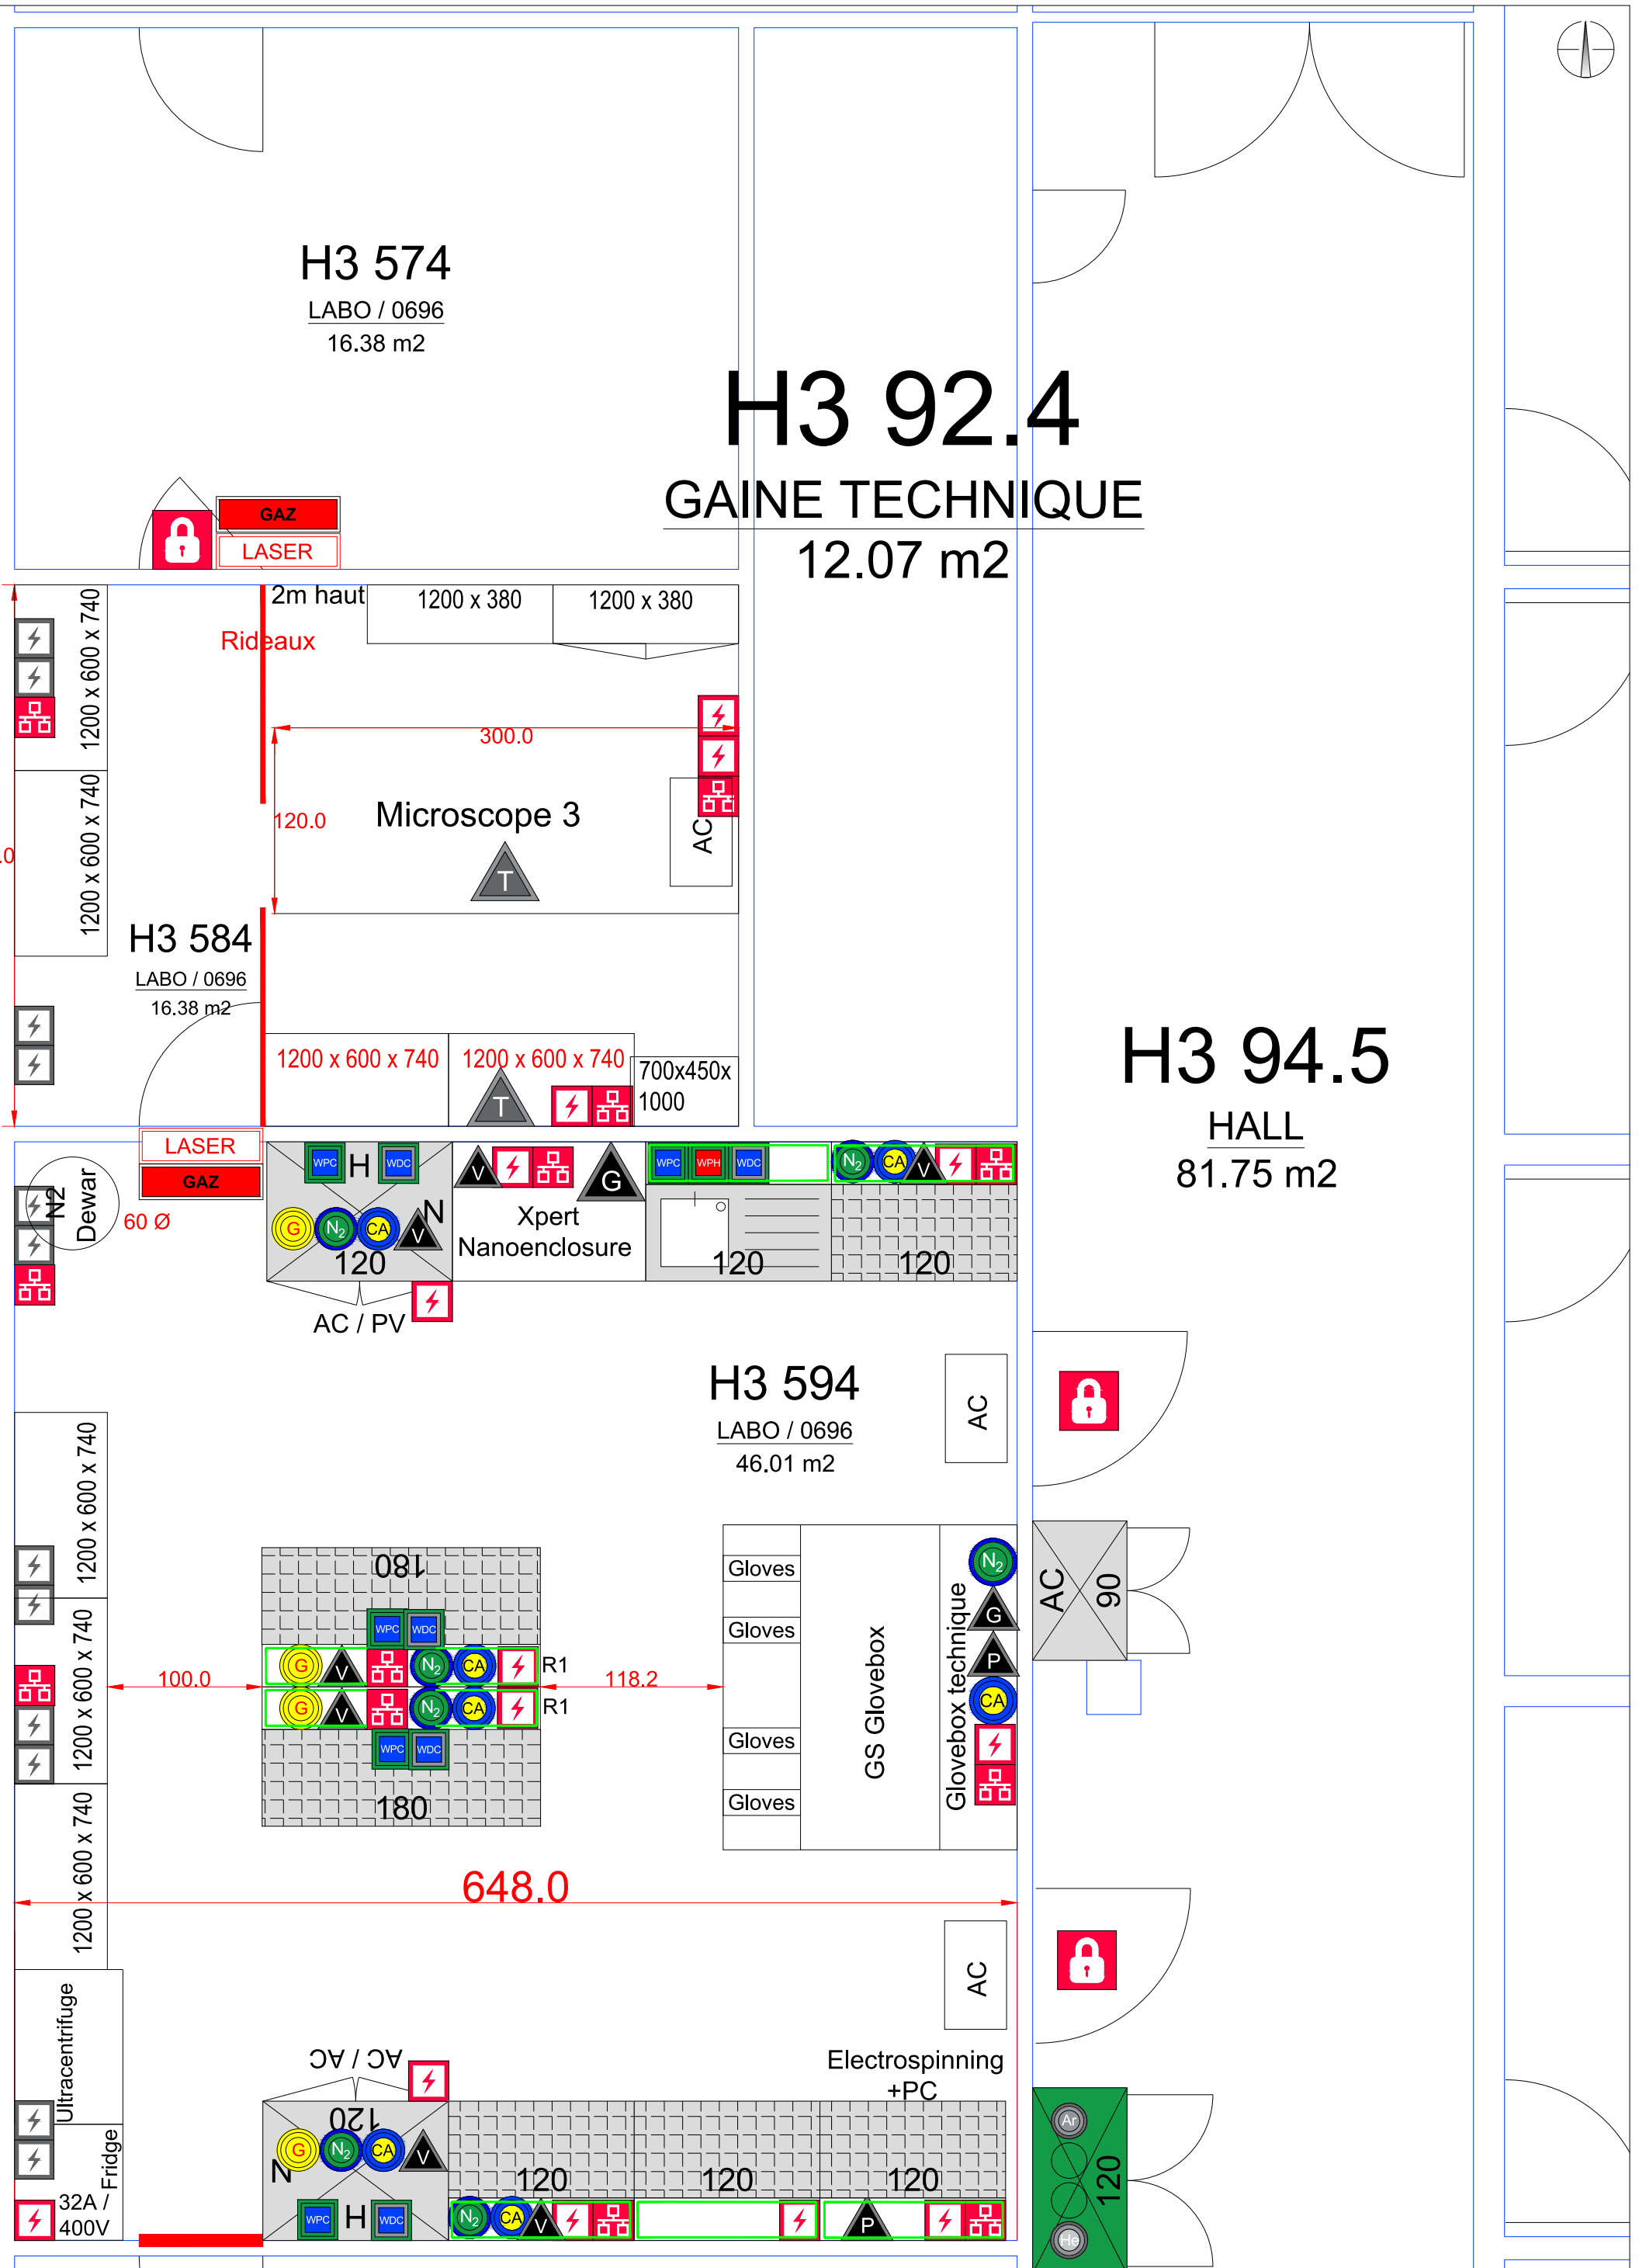 H3 574
LABO / 0696
16.38 m2
H3 92.4
GAINE TECHNIQUE
12.07 m2
GAZ
LASER
2m haut
1200 x 380
1200 x 380
Rideaux
1200 x 600 x 740
1200 x 600 x 740
300.0
120.0
Microscope 3
T
AC
.0
H3 584
LABO / 0696
16.38 m2
1200 x 600 x 740
1200 x 600 x 740
700x450x
1000
T
H3 94.5
HALL
81.75 m2
LASER
GAZ
N2
Dewar
60 Ø
WPC
H
WDC
G
N2
CA
V
N
120
AC / PV
V
G
Xpert
Nanoenclosure
WPC
WPH
WDC
120
N2
CA
V
120
H3 594
LABO / 0696
46.01 m2
AC
1200 x 600 x 740
1200 x 600 x 740
1200 x 600 x 740
180
WPC
WDC
G
V
N2
CA
R1
G
V
N2
CA
R1
WPC
WDC
180
100.0
118.2
Gloves
Gloves
Gloves
Gloves
GS Glovebox
Glovebox technique
N2
G
P
CA
AC
90
648.0
AC
Ultracentrifuge
Fridge
32A /
400V
AC / AC
120
G
N2
CA
V
N
WPC
H
WDC
Electrospinning
+PC
120
120
120
N2
CA
V
P
Ar
120
He